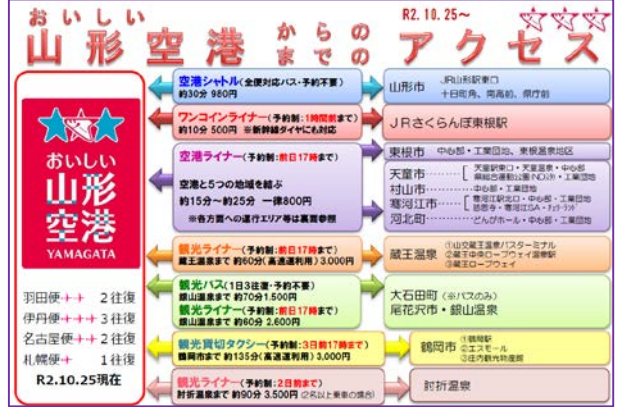 おいしい
山形空港
からの
までの
アクセス
R2.10.25~
おいしい
山形
空港
YAMAGATA
羽田便 2往復
伊丹便 3往復
名古屋便 2往復
札幌便 1往復
R2.10.25現在
空港シャトル(全便対応バス・予約不要)
約30分 980円
山形市
JR山形駅東口
十日町角、南高前、県庁前
ワンコインライナー(予約制:1時間前まで)
約10分 500円 ※新幹線ダイヤにも対応
JRさくらんぼ東根駅
空港ライナー(予約制:前日17時まで)
空港と5つの地域を結ぶ
約15分~約25分 一律800円
※各方面への運行エリア等は裏面参照
東根市 中心部・工業団地、東根温泉地区
天童市
天童駅東口・天童温泉・中心部
村山市 中心部・工業団地
寒河江市
寒河江駅北口・中心部・工業団地
河北町 どんがホール・中心部・工業団地
観光ライナー(予約制:前日17時まで)
蔵王温泉まで 約60分(高速道利用)3,000円
蔵王温泉
①山交蔵王温泉バスターミナル
②蔵王中央ロープウェイ温泉駅
③蔵王ロープウェイ
観光バス(1日3往復・予約不要)
銀山温泉まで 約70分1,500円
観光ライナー(予約制:前日17時まで)
銀山温泉まで 約60分 2,600円
大石田町(※バスのみ)
尾花沢市・銀山温泉
観光貸切タクシー(予約制:3日前17時まで)
鶴岡市まで 約135分(高速道利用)3,000円
鶴岡市
①鶴岡駅
②エスモール
③庄内観光物産館
観光ライナー(予約制:2日前まで)
肘折温泉まで 約90分 3,500円 (2名以上乗車の場合)
肘折温泉